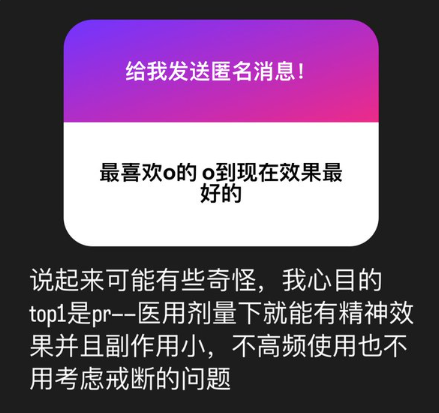 给我发送匿名消息！
最喜欢o的 o到现在效果最
好的
说起来可能有些奇怪，我心目的
top1是pr——医用剂量下就能有精神效
果并且副作用小，不高频使用也不
用考虑戒断的问题